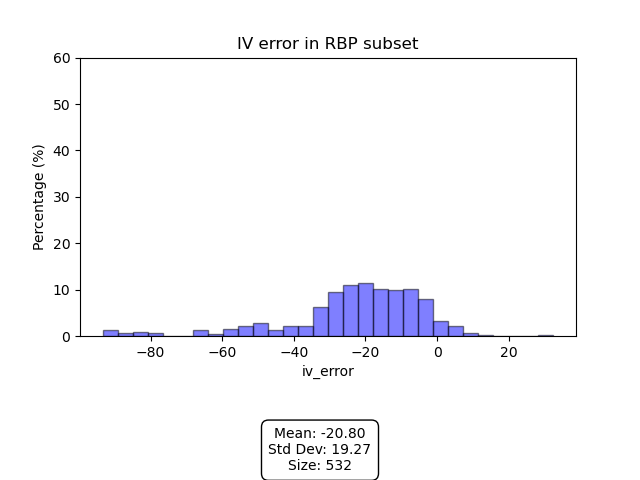 IV error in RBP subset
60
50
40
30
20
10
0
Percentage (%)
−80
−60
−40
−20
0
20
iv_error
Mean: -20.80
Std Dev: 19.27
Size: 532